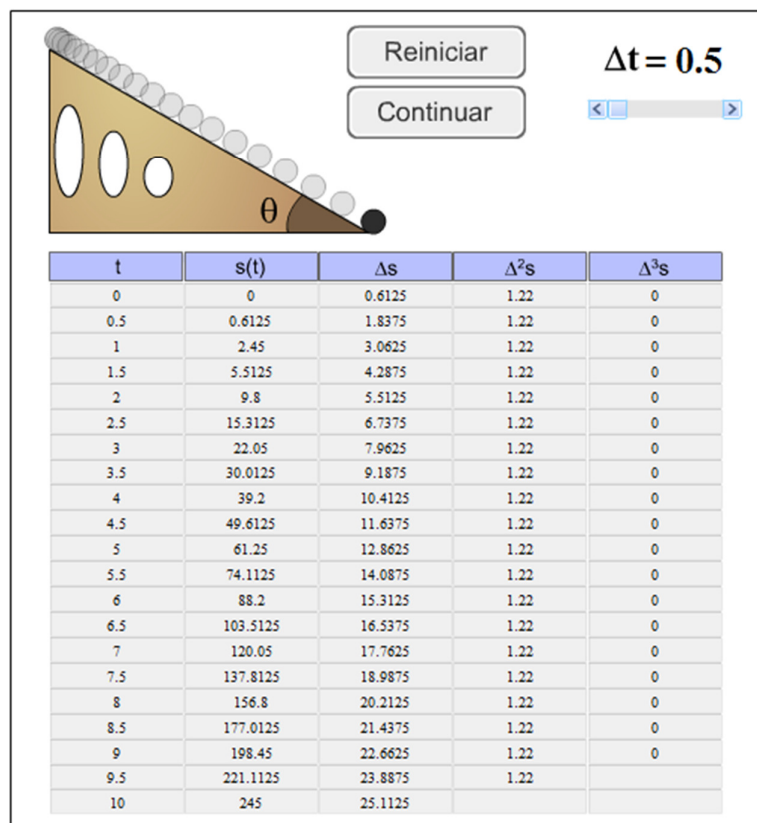 Reiniciar
Continuar
Δt = 0.5
θ
t s(t) Δs Δ²s Δ³s
0 0 0.6125 1.22 0
0.5 0.6125 1.8375 1.22 0
1 2.45 3.0625 1.22 0
1.5 5.5125 4.2875 1.22 0
2 9.8 5.5125 1.22 0
2.5 15.3125 6.7375 1.22 0
3 22.05 7.9625 1.22 0
3.5 30.0125 9.1875 1.22 0
4 39.2 10.4125 1.22 0
4.5 49.6125 11.6375 1.22 0
5 61.25 12.8625 1.22 0
5.5 74.1125 14.0875 1.22 0
6 88.2 15.3125 1.22 0
6.5 103.5125 16.5375 1.22 0
7 120.05 17.7625 1.22 0
7.5 137.8125 18.9875 1.22 0
8 156.8 20.2125 1.22 0
8.5 177.0125 21.4375 1.22 0
9 198.45 22.6625 1.22 0
9.5 221.1125 23.8875 1.22
10 245 25.1125